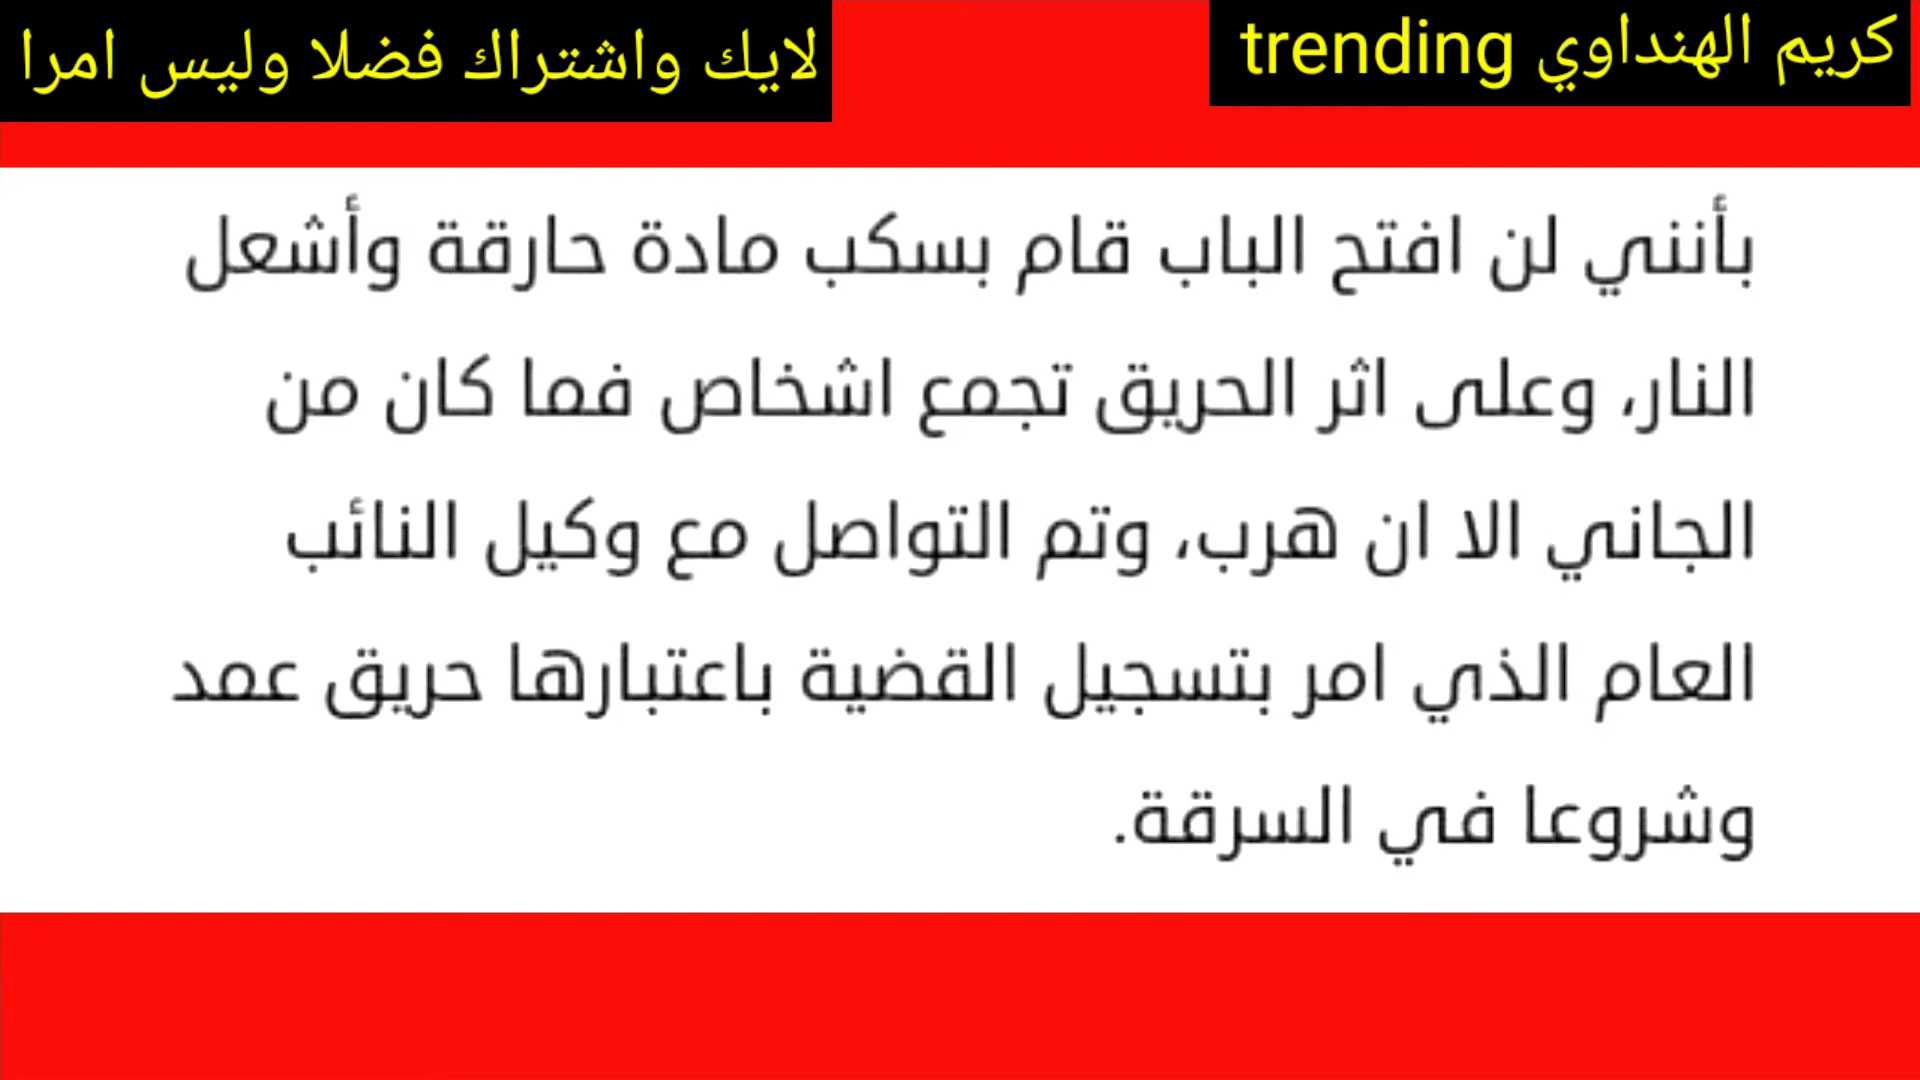 كريم الهنداوي trending
لايك واشتراك فضلا وليس امرا
بأنني لن افتح الباب قام بسكب مادة حارقة وأشعل
النار، وعلى اثر الحريق تجمع اشخاص فما كان من
الجاني الا ان هرب، وتم التواصل مع وكيل النائب
العام الذي امر بتسجيل القضية باعتبارها حريق عمد
وشروعا في السرقة.